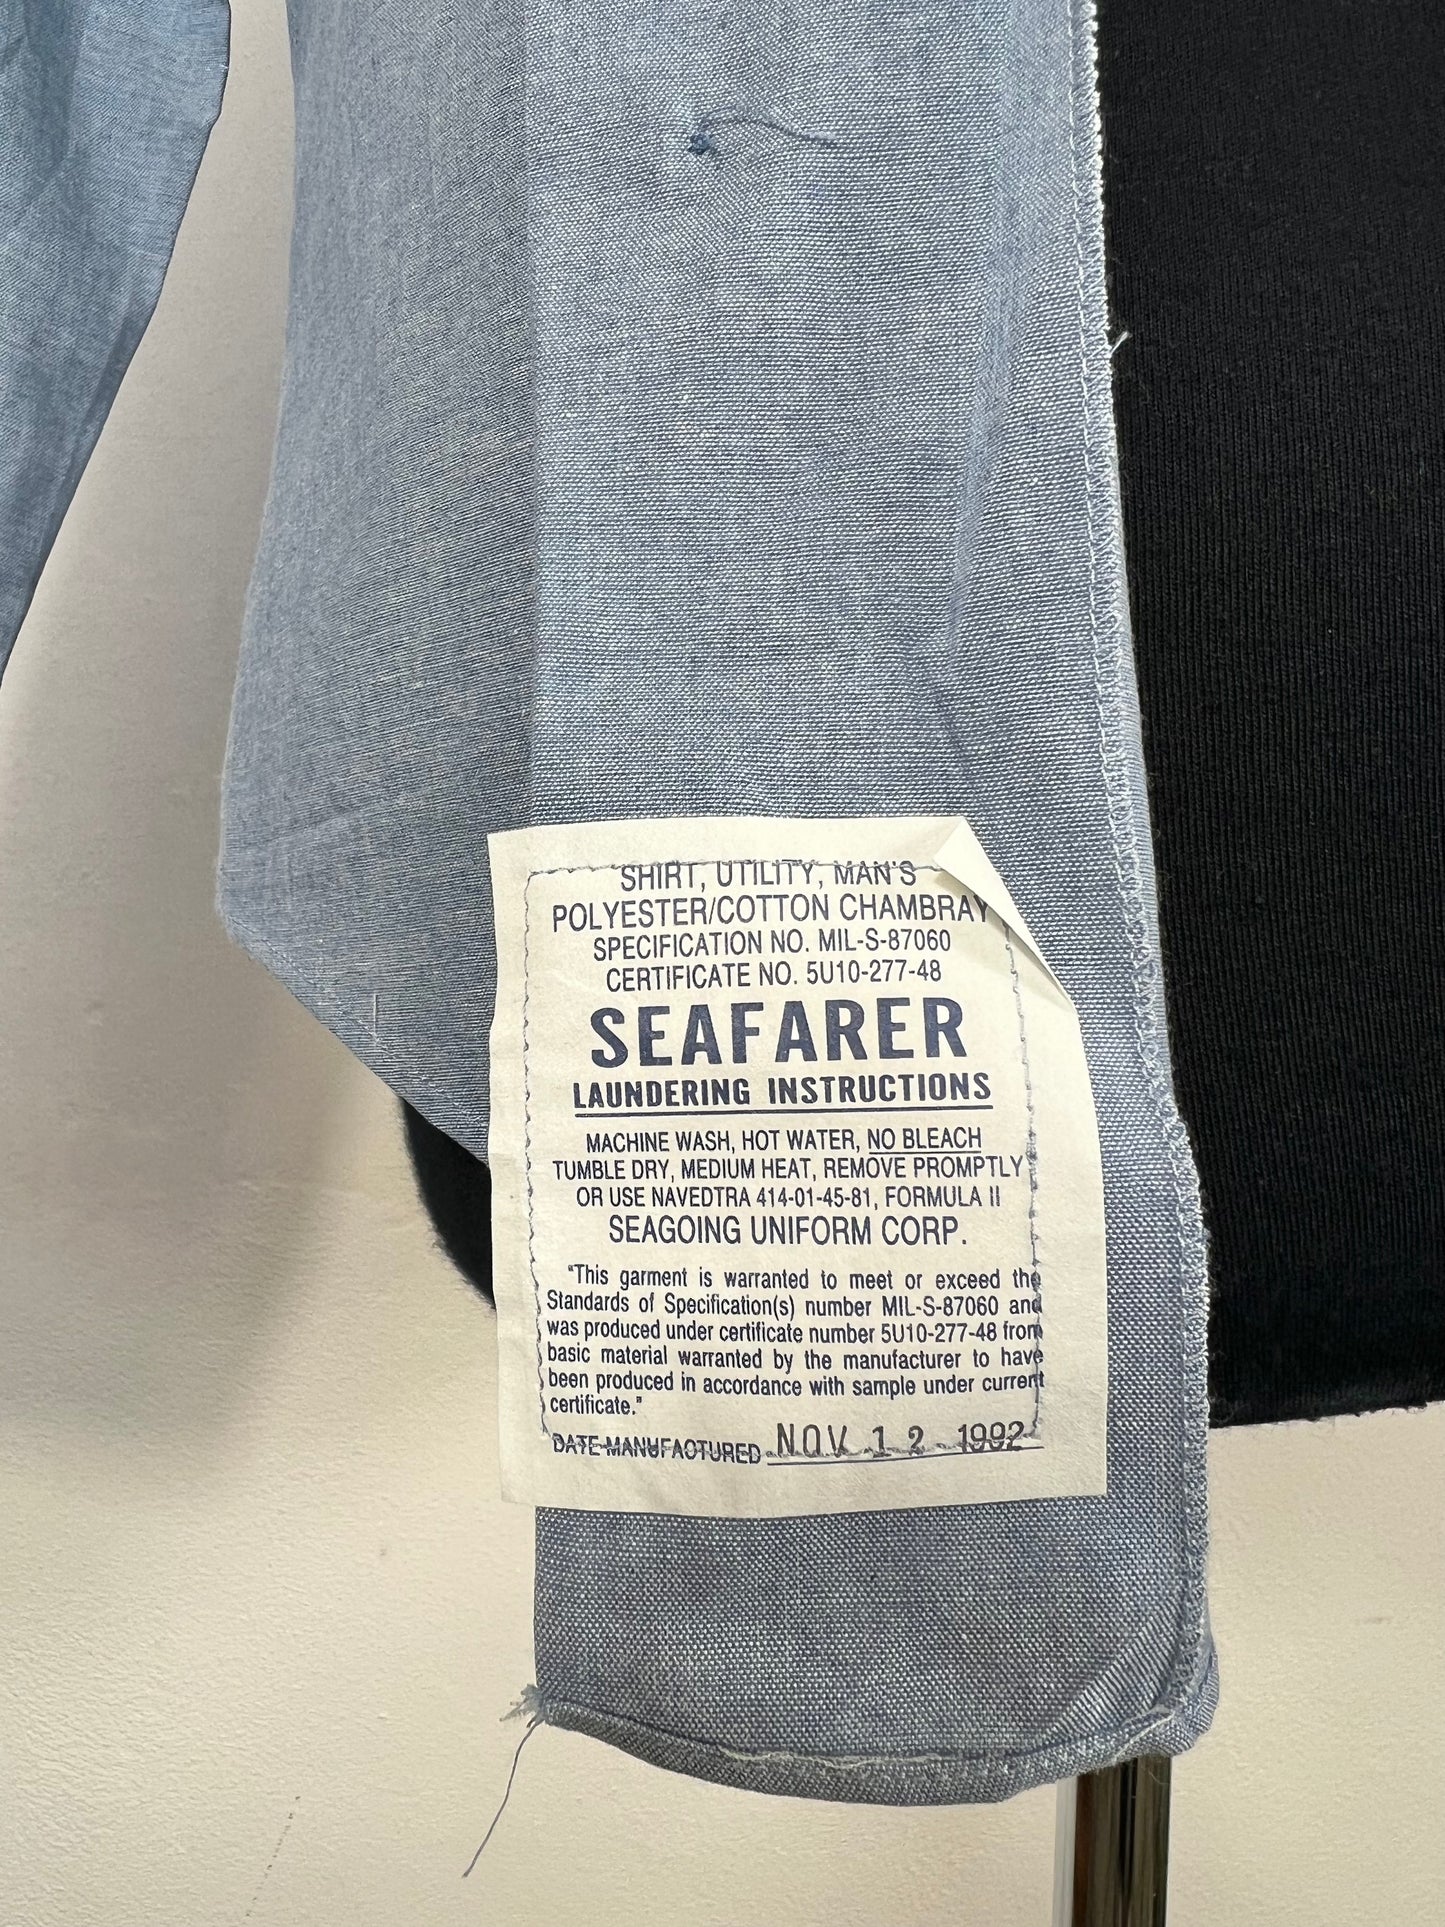 SHIRT, UTILITY, MAN'S
POLYESTER/COTTON CHAMBRAY
SPECIFICATION NO. MIL-S-87060
CERTIFICATE NO. 5U10-277-48
SEAFARER
LAUNDERING INSTRUCTIONS
MACHINE WASH, HOT WATER, NO BLEACH
TUMBLE DRY, MEDIUM HEAT, REMOVE PROMPTLY
OR USE NAVEDTRA 414-01-45-81, FORMULA II
SEAGOING UNIFORM CORP.
"This garment is warranted to meet or exceed the
Standards of Specification(s) number MIL-S-87060 and
was produced under certificate number 5U10-277-48 from
basic material warranted by the manufacturer to have
been produced in accordance with sample under current
certificate."
DATE MANUFACTURED NOV 12 1992